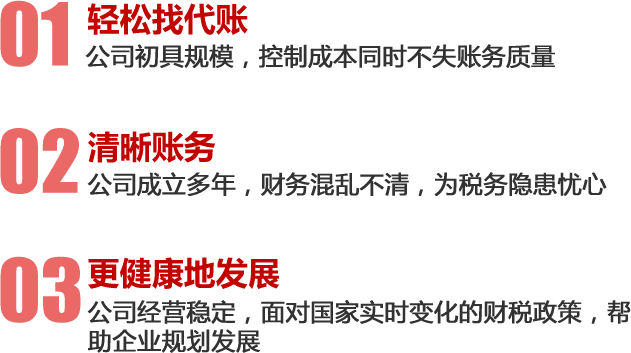 01 轻松找代账
公司初具规模，控制成本同时不失账务质量
02 清晰账务
公司成立多年，财务混乱不清，为税务隐患忧心
03 更健康地发展
公司经营稳定，面对国家实时变化的财税政策，帮
助企业规划发展